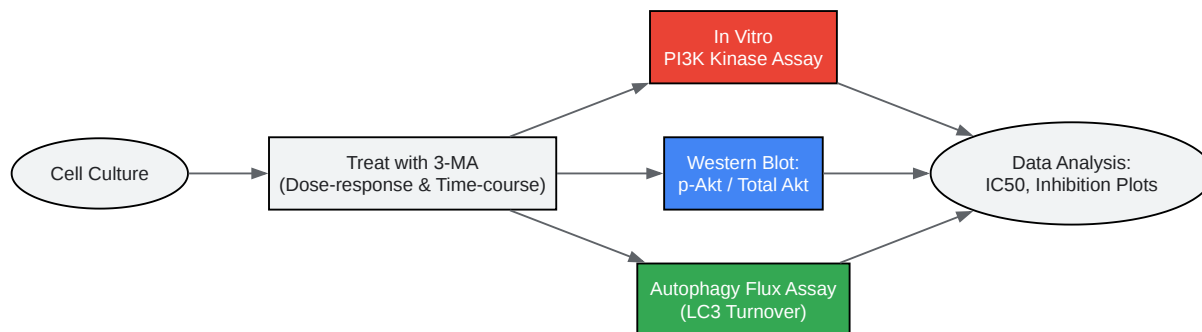 Cell Culture
Treat with 3-MA
(Dose-response & Time-course)
In Vitro
PI3K Kinase Assay
Western Blot:
p-Akt / Total Akt
Autophagy Flux Assay
(LC3 Turnover)
Data Analysis:
IC50, Inhibition Plots